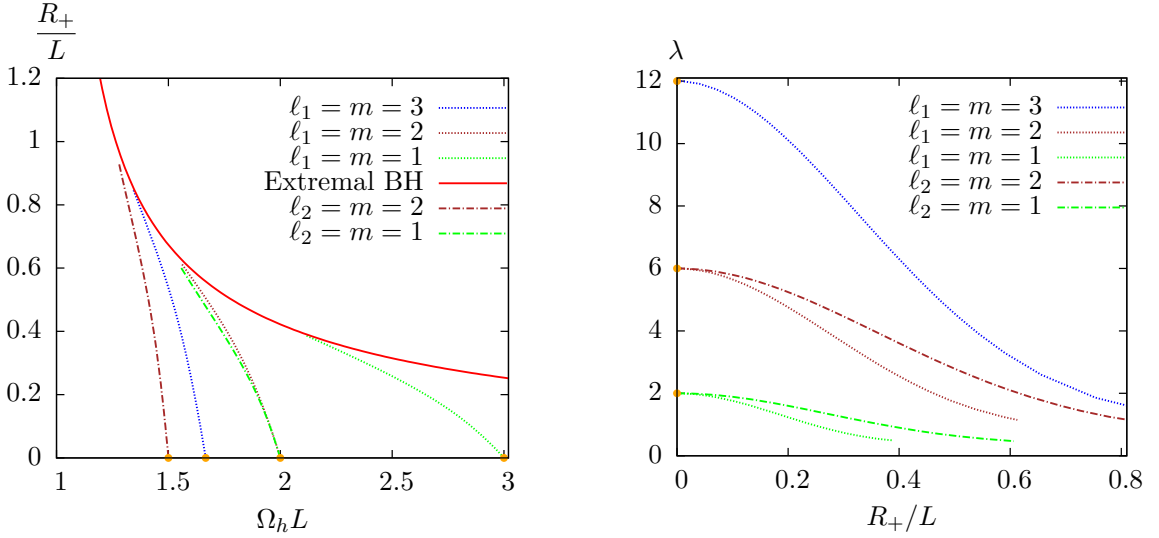 R₊
L
1.2
1
0.8
0.6
0.4
0.2
0
1
1.5
2
2.5
3
Ω_h L
ℓ₁ = m = 3
ℓ₁ = m = 2
ℓ₁ = m = 1
Extremal BH
ℓ₂ = m = 2
ℓ₂ = m = 1
λ
12
10
8
6
4
2
0
0
0.2
0.4
0.6
0.8
R₊/L
ℓ₁ = m = 3
ℓ₁ = m = 2
ℓ₁ = m = 1
ℓ₂ = m = 2
ℓ₂ = m = 1